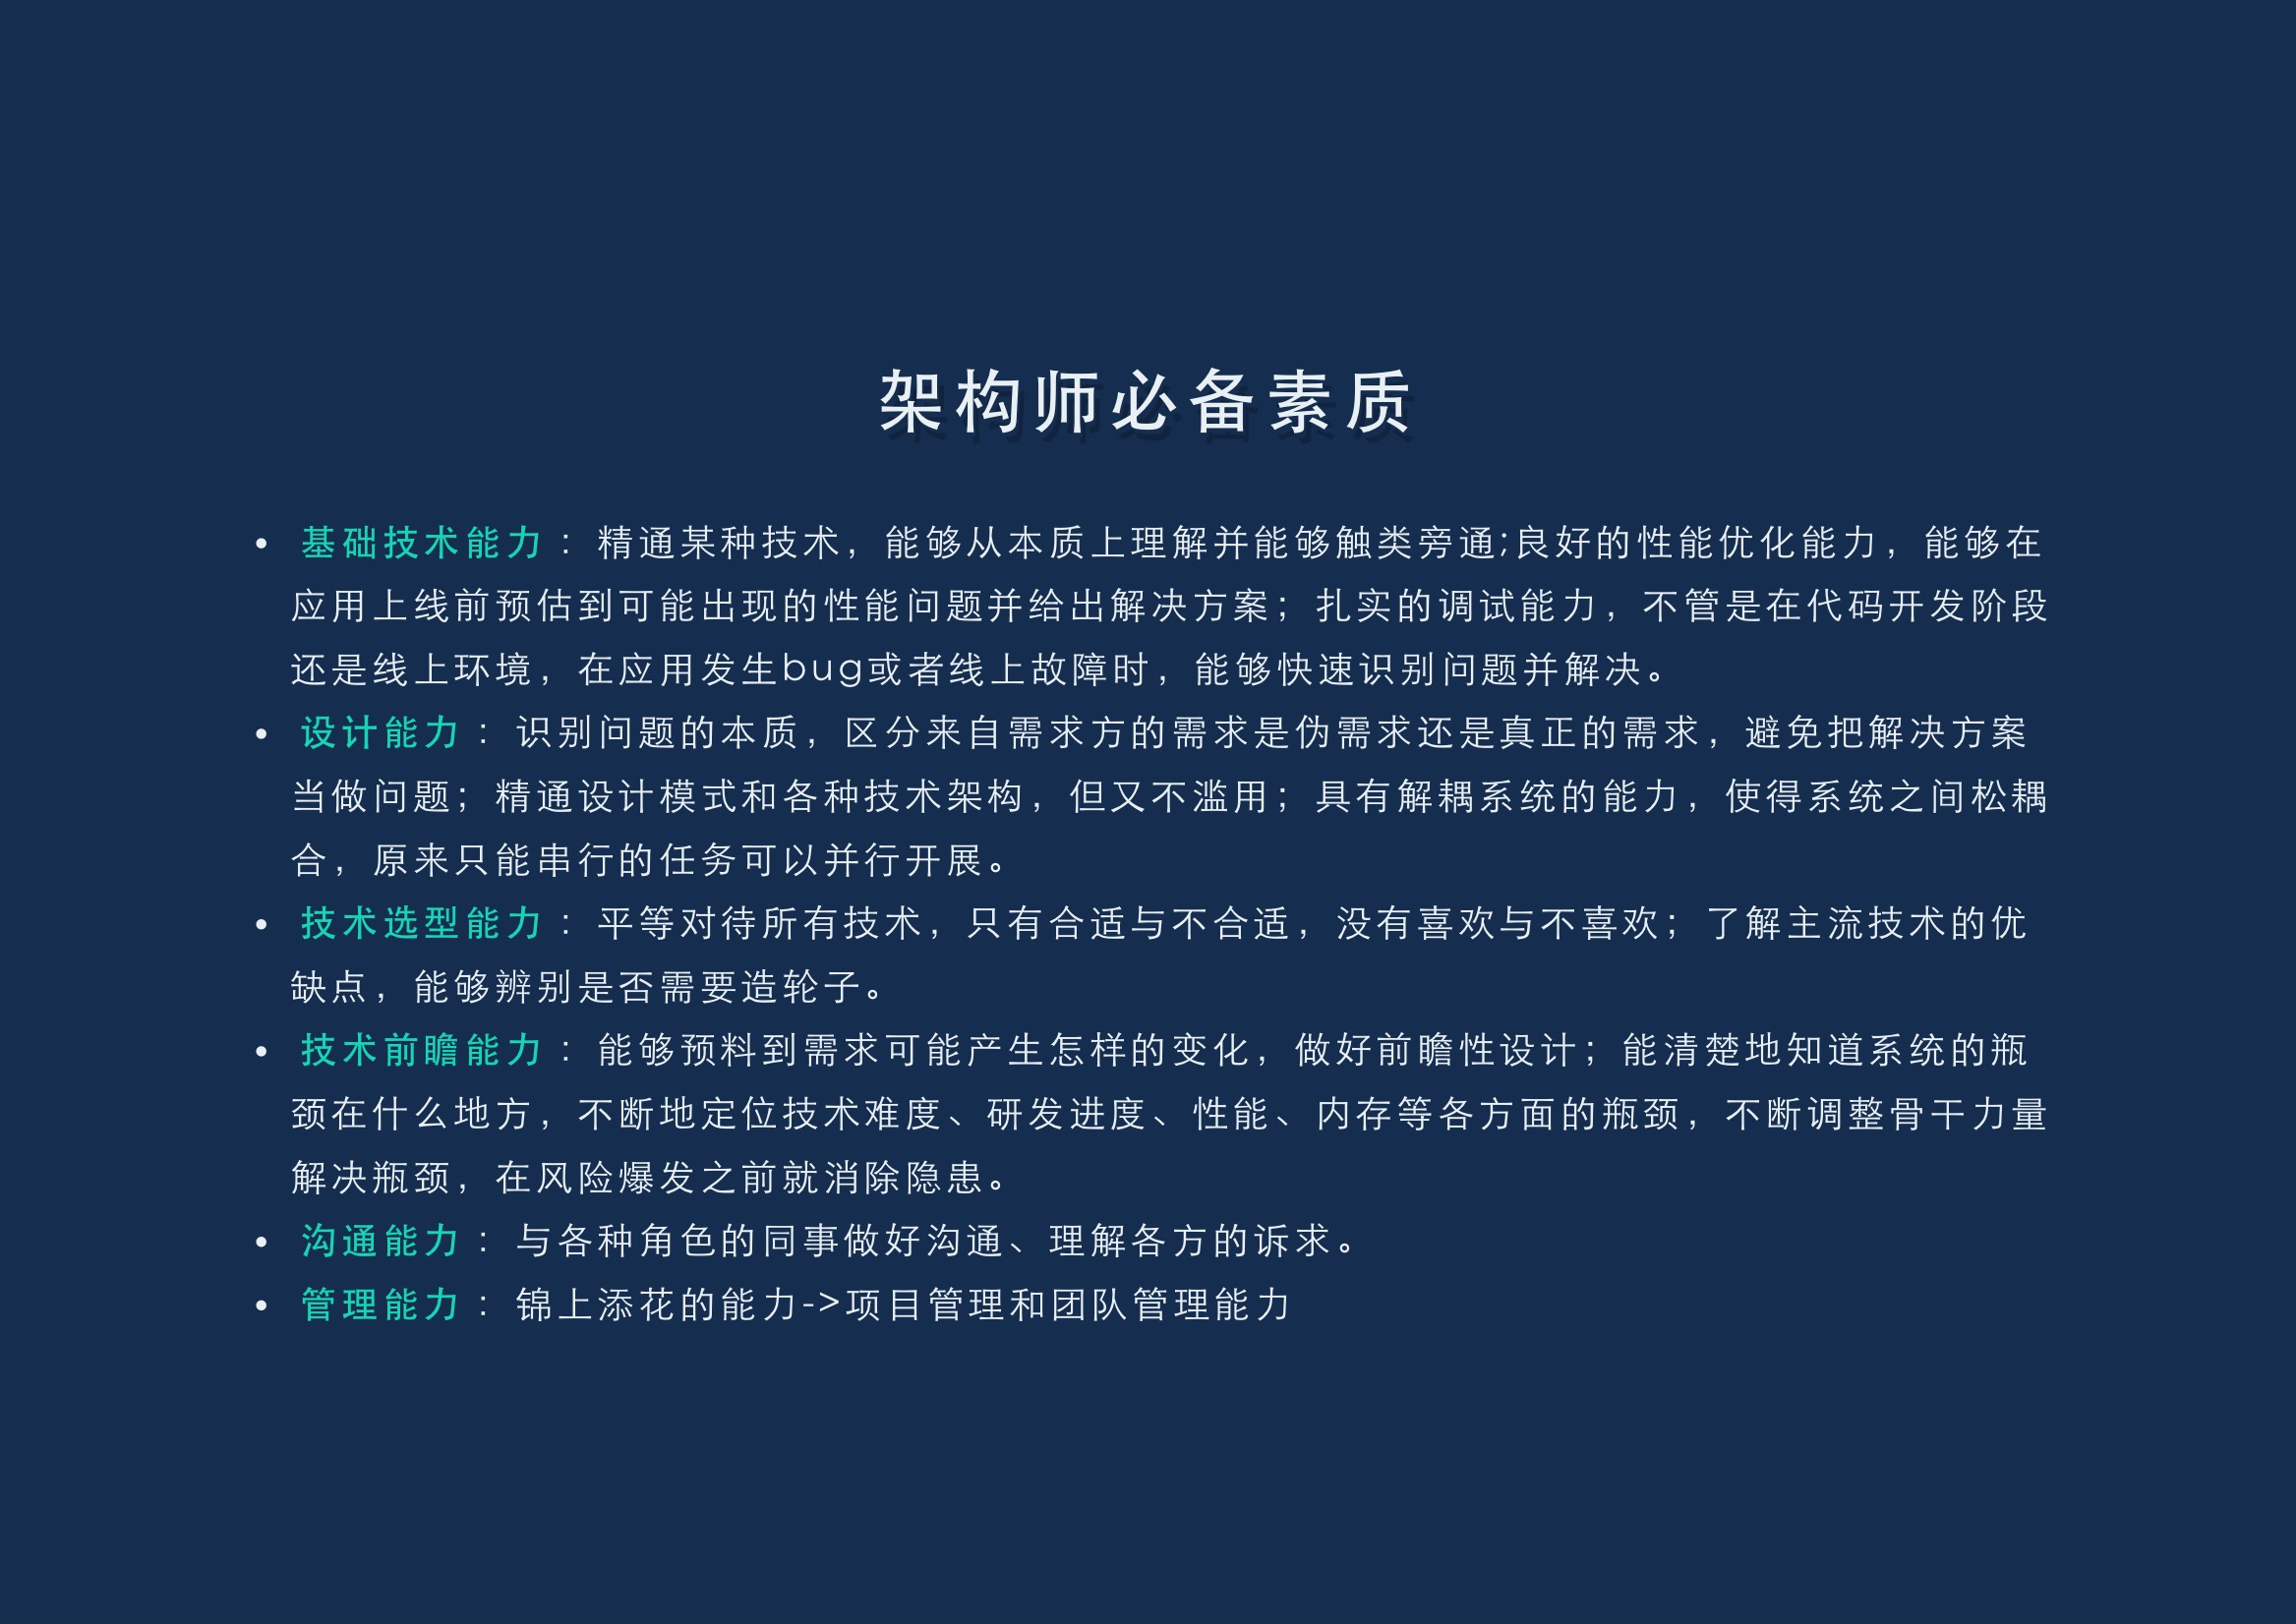 架构师必备素质
• 基础技术能力：精通某种技术，能够从本质上理解并能够触类旁通;良好的性能优化能力，能够在
应用上线前预估到可能出现的性能问题并给出解决方案；扎实的调试能力，不管是在代码开发阶段
还是线上环境，在应用发生bug或者线上故障时，能够快速识别问题并解决。
• 设计能力：识别问题的本质，区分来自需求方的需求是伪需求还是真正的需求，避免把解决方案
当做问题；精通设计模式和各种技术架构，但又不滥用；具有解耦系统的能力，使得系统之间松耦
合，原来只能串行的任务可以并行开展。
• 技术选型能力：平等对待所有技术，只有合适与不合适，没有喜欢与不喜欢；了解主流技术的优
缺点，能够辨别是否需要造轮子。
• 技术前瞻能力：能够预料到需求可能产生怎样的变化，做好前瞻性设计；能清楚地知道系统的瓶
颈在什么地方，不断地定位技术难度、研发进度、性能、内存等各方面的瓶颈，不断调整骨干力量
解决瓶颈，在风险爆发之前就消除隐患。
• 沟通能力：与各种角色的同事做好沟通、理解各方的诉求。
• 管理能力：锦上添花的能力->项目管理和团队管理能力